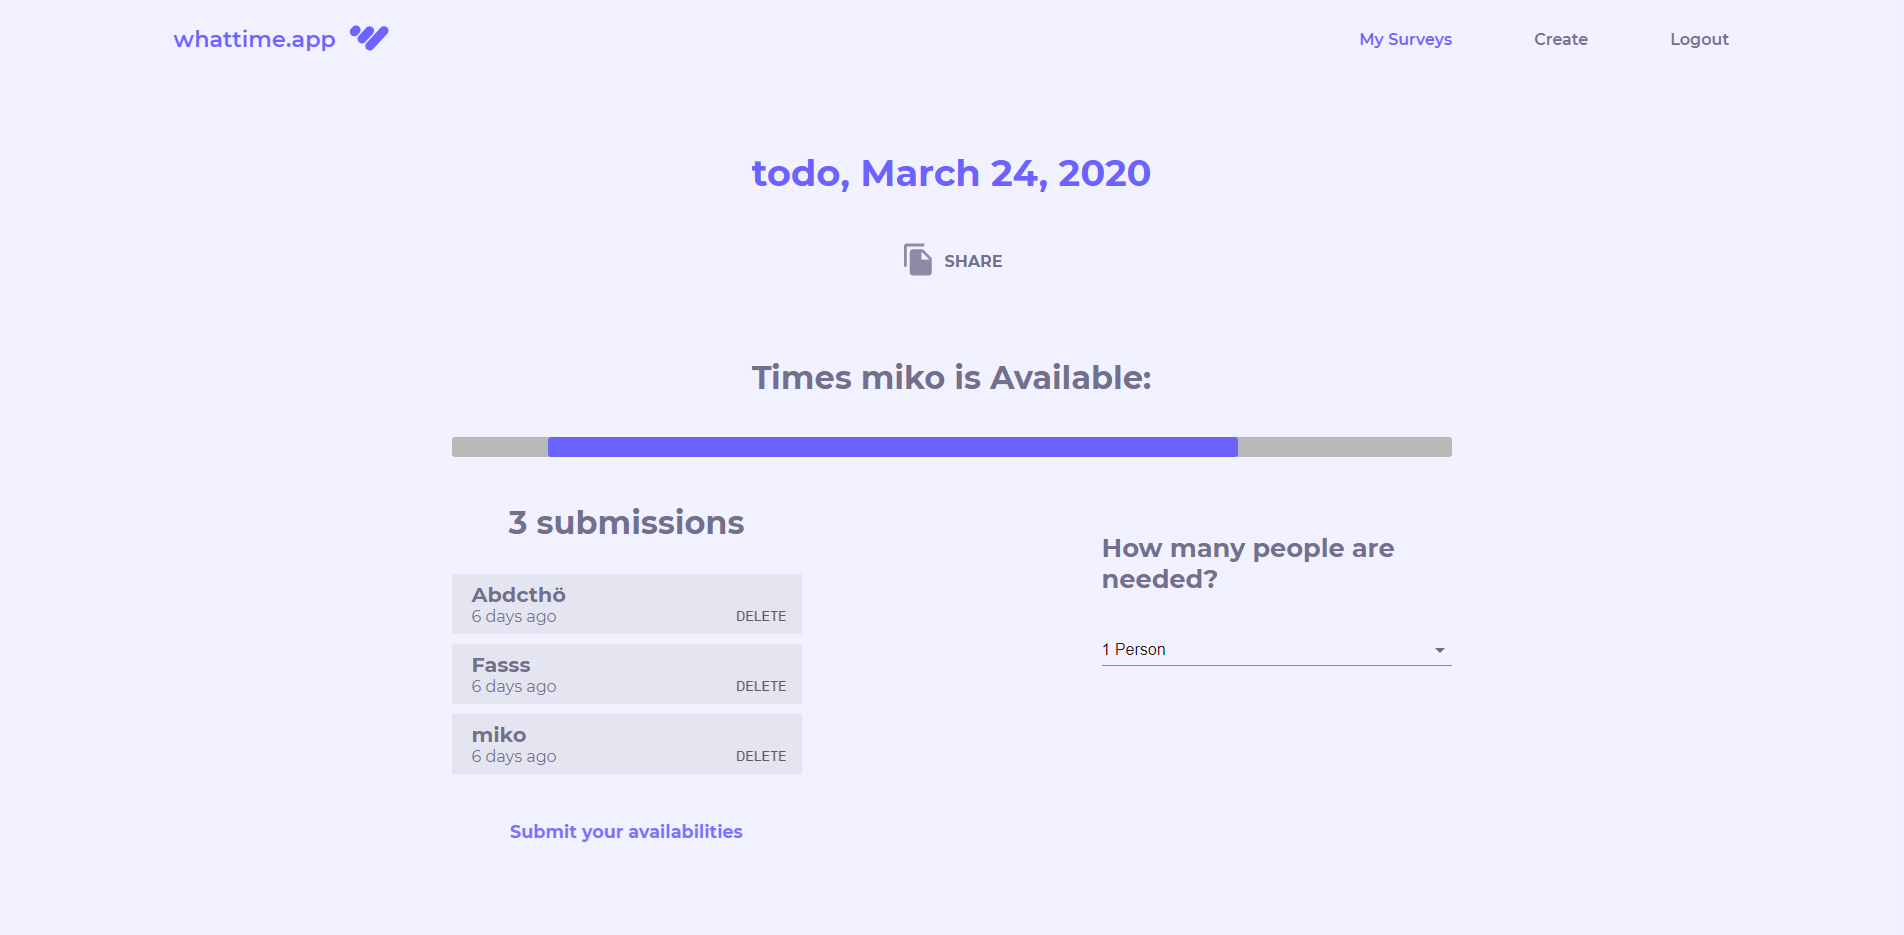 whattime.app
My Surveys
Create
Logout
todo, March 24, 2020
SHARE
Times miko is Available:
3 submissions
Abdcthö
6 days ago
DELETE
Fasss
6 days ago
DELETE
miko
6 days ago
DELETE
Submit your availabilities
How many people are
needed?
1 Person